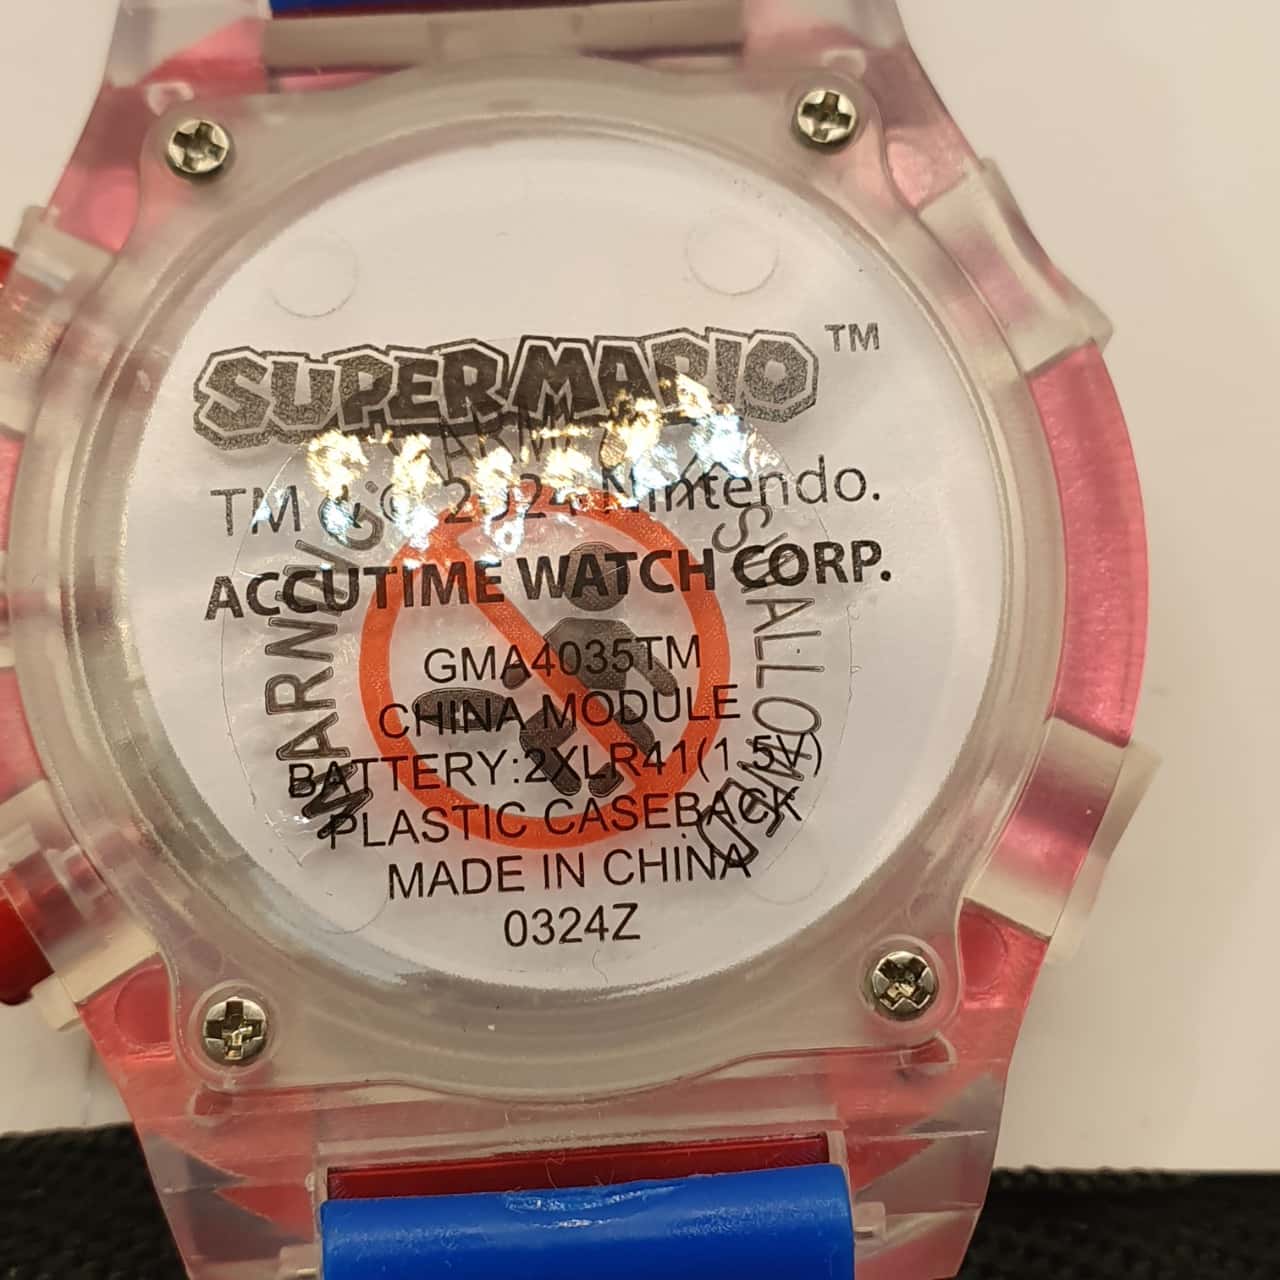 SUPER MARIO TM
TM & © 2024 Nintendo.
ACCUTIME WATCH CORP.
GMA4035TM
CHINA MODULE
BATTERY:2XLR41(1.5V)
PLASTIC CASEBACK
MADE IN CHINA
0324Z
WARNING:
SWALLOWED